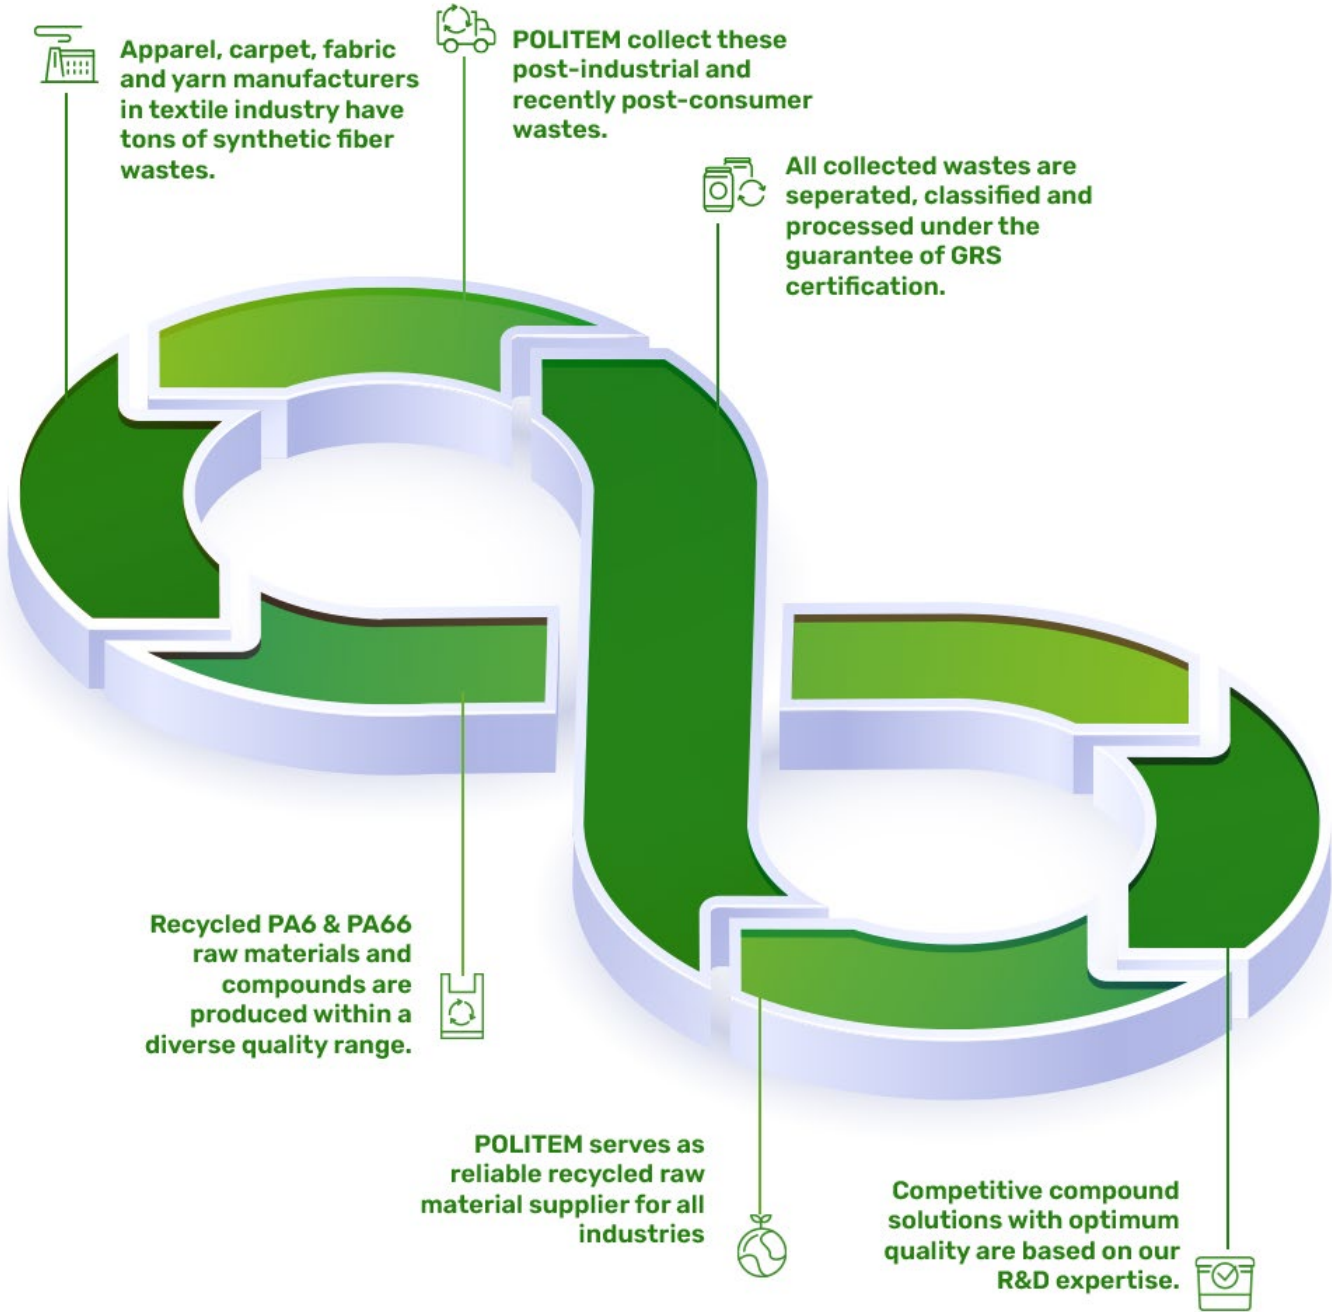 Apparel, carpet, fabric
and yarn manufacturers
in textile industry have
tons of synthetic fiber
wastes.
POLITEM collect these
post-industrial and
recently post-consumer
wastes.
All collected wastes are
seperated, classified and
processed under the
guarantee of GRS
certification.
Recycled PA6 & PA66
raw materials and
compounds are
produced within a
diverse quality range.
POLITEM serves as
reliable recycled raw
material supplier for all
industries
Competitive compound
solutions with optimum
quality are based on our
R&D expertise.